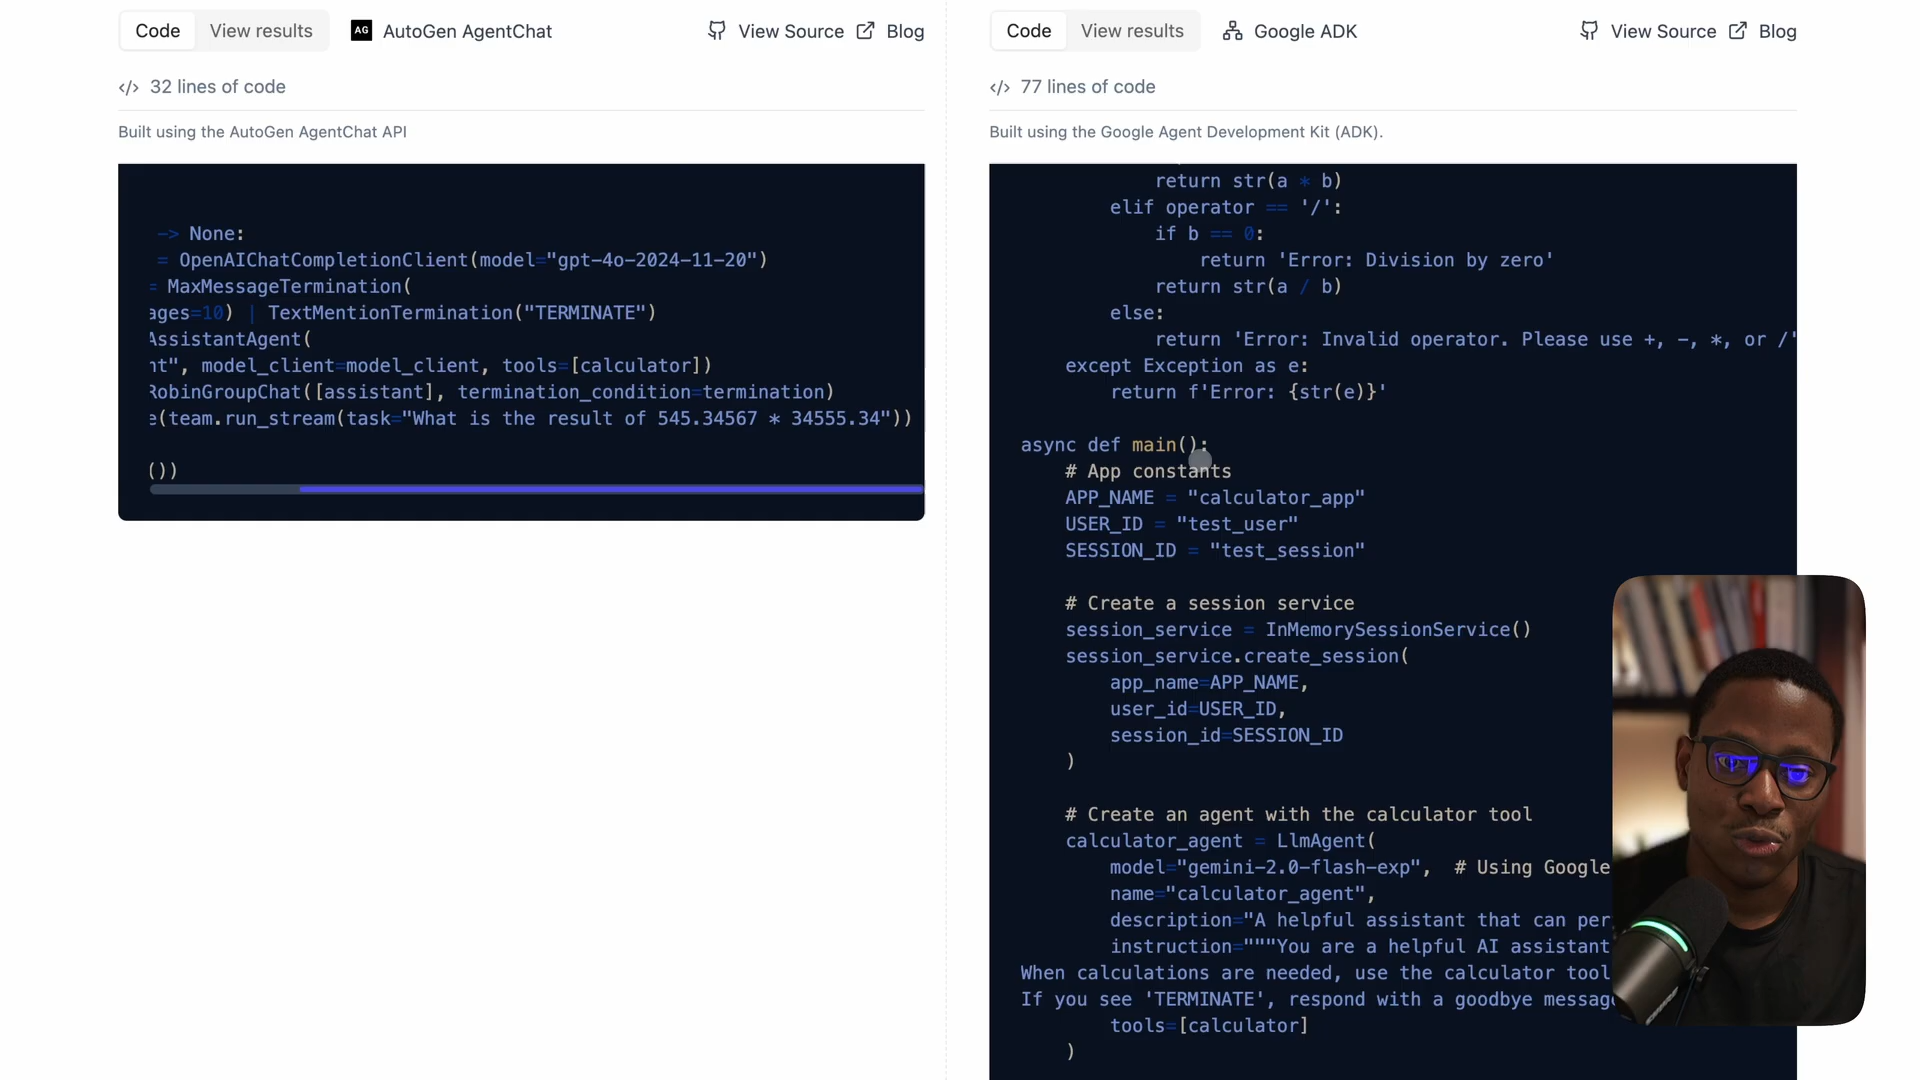 Code View results AG AutoGen AgentChat View Source Blog
</> 32 lines of code
Built using the AutoGen AgentChat API
-> None:
= OpenAIChatCompletionClient(model="gpt-4o-2024-11-20")
= MaxMessageTermination(
ages=10) | TextMentionTermination("TERMINATE")
AssistantAgent(
nt", model_client=model_client, tools=[calculator])
RobinGroupChat([assistant], termination_condition=termination)
e(team.run_stream(task="What is the result of 545.34567 * 34555.34"))
())
Code View results Google ADK View Source Blog
</> 77 lines of code
Built using the Google Agent Development Kit (ADK).
return str(a * b)
elif operator == '/':
if b == 0:
return 'Error: Division by zero'
return str(a / b)
else:
return 'Error: Invalid operator. Please use +, -, *, or /'
except Exception as e:
return f'Error: {str(e)}'
async def main():
# App constants
APP_NAME = "calculator_app"
USER_ID = "test_user"
SESSION_ID = "test_session"
# Create a session service
session_service = InMemorySessionService()
session_service.create_session(
app_name=APP_NAME,
user_id=USER_ID,
session_id=SESSION_ID
)
# Create an agent with the calculator tool
calculator_agent = LlmAgent(
model="gemini-2.0-flash-exp", # Using Google
name="calculator_agent",
description="A helpful assistant that can per
instruction="""You are a helpful AI assistant
When calculations are needed, use the calculator tool
If you see 'TERMINATE', respond with a goodbye message
tools=[calculator]
)